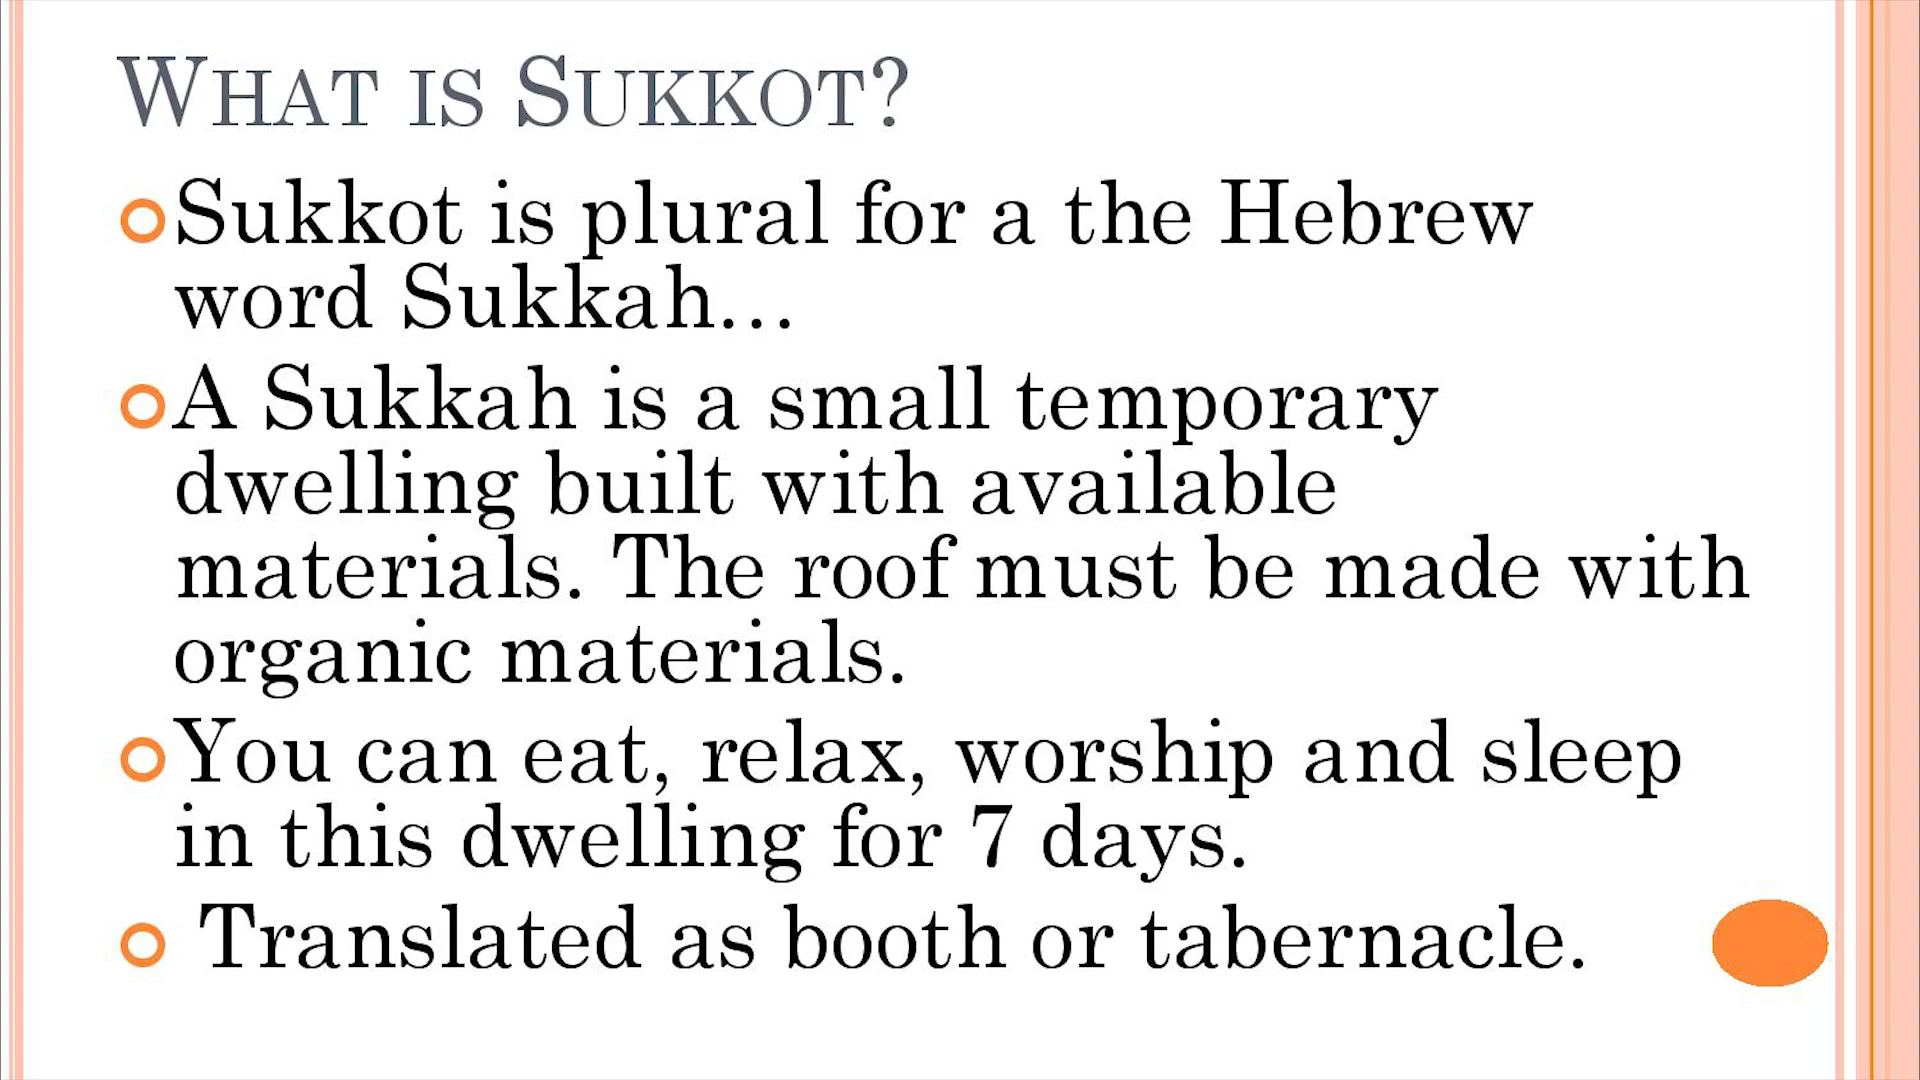 WHAT IS SUKKOT?
Sukkot is plural for a the Hebrew
word Sukkah...
A Sukkah is a small temporary
dwelling built with available
materials. The roof must be made with
organic materials.
You can eat, relax, worship and sleep
in this dwelling for 7 days.
Translated as booth or tabernacle.